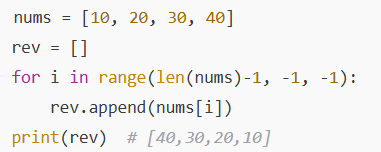 nums = [10, 20, 30, 40]
rev = []
for i in range(len(nums)-1, -1, -1):
    rev.append(nums[i])
print(rev)  # [40,30,20,10]